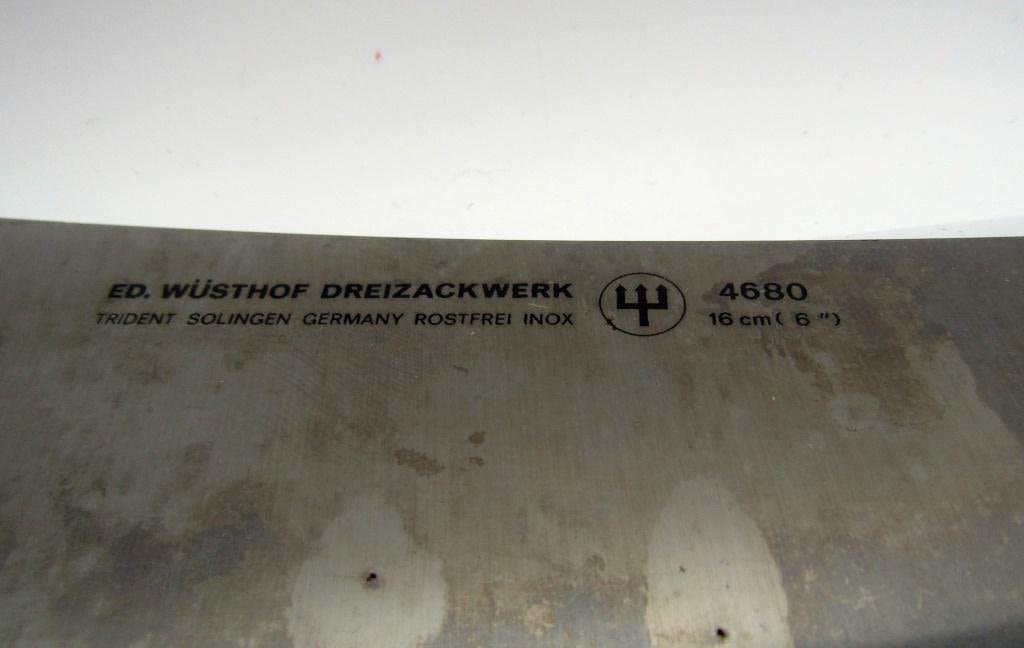 ED. WÜSTHOF DREIZACKWERK 4680
TRIDENT SOLINGEN GERMANY ROSTFREI INOX 16 cm ( 6 ")